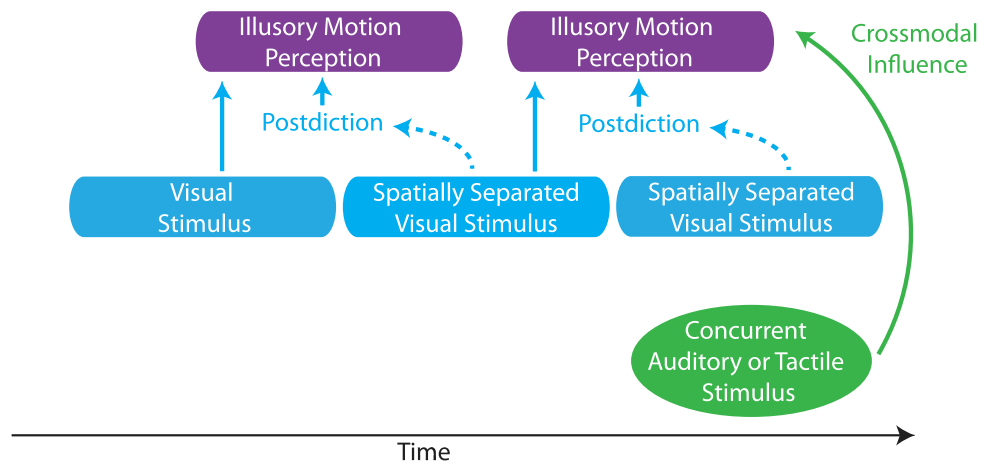 Illusory Motion
Perception
Illusory Motion
Perception
Crossmodal
Influence
Postdiction
Postdiction
Visual
Stimulus
Spatially Separated
Visual Stimulus
Spatially Separated
Visual Stimulus
Concurrent
Auditory or Tactile
Stimulus
Time